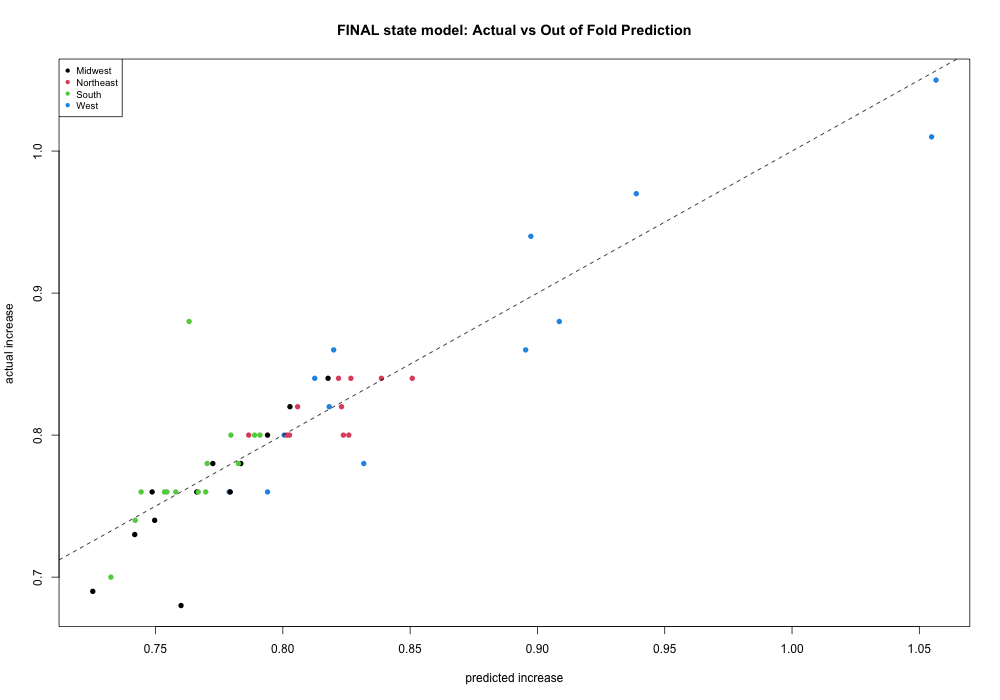 FINAL state model: Actual vs Out of Fold Prediction
Midwest
Northeast
South
West
actual increase
1.0
0.9
0.8
0.7
0.75 0.80 0.85 0.90 0.95 1.00 1.05
predicted increase